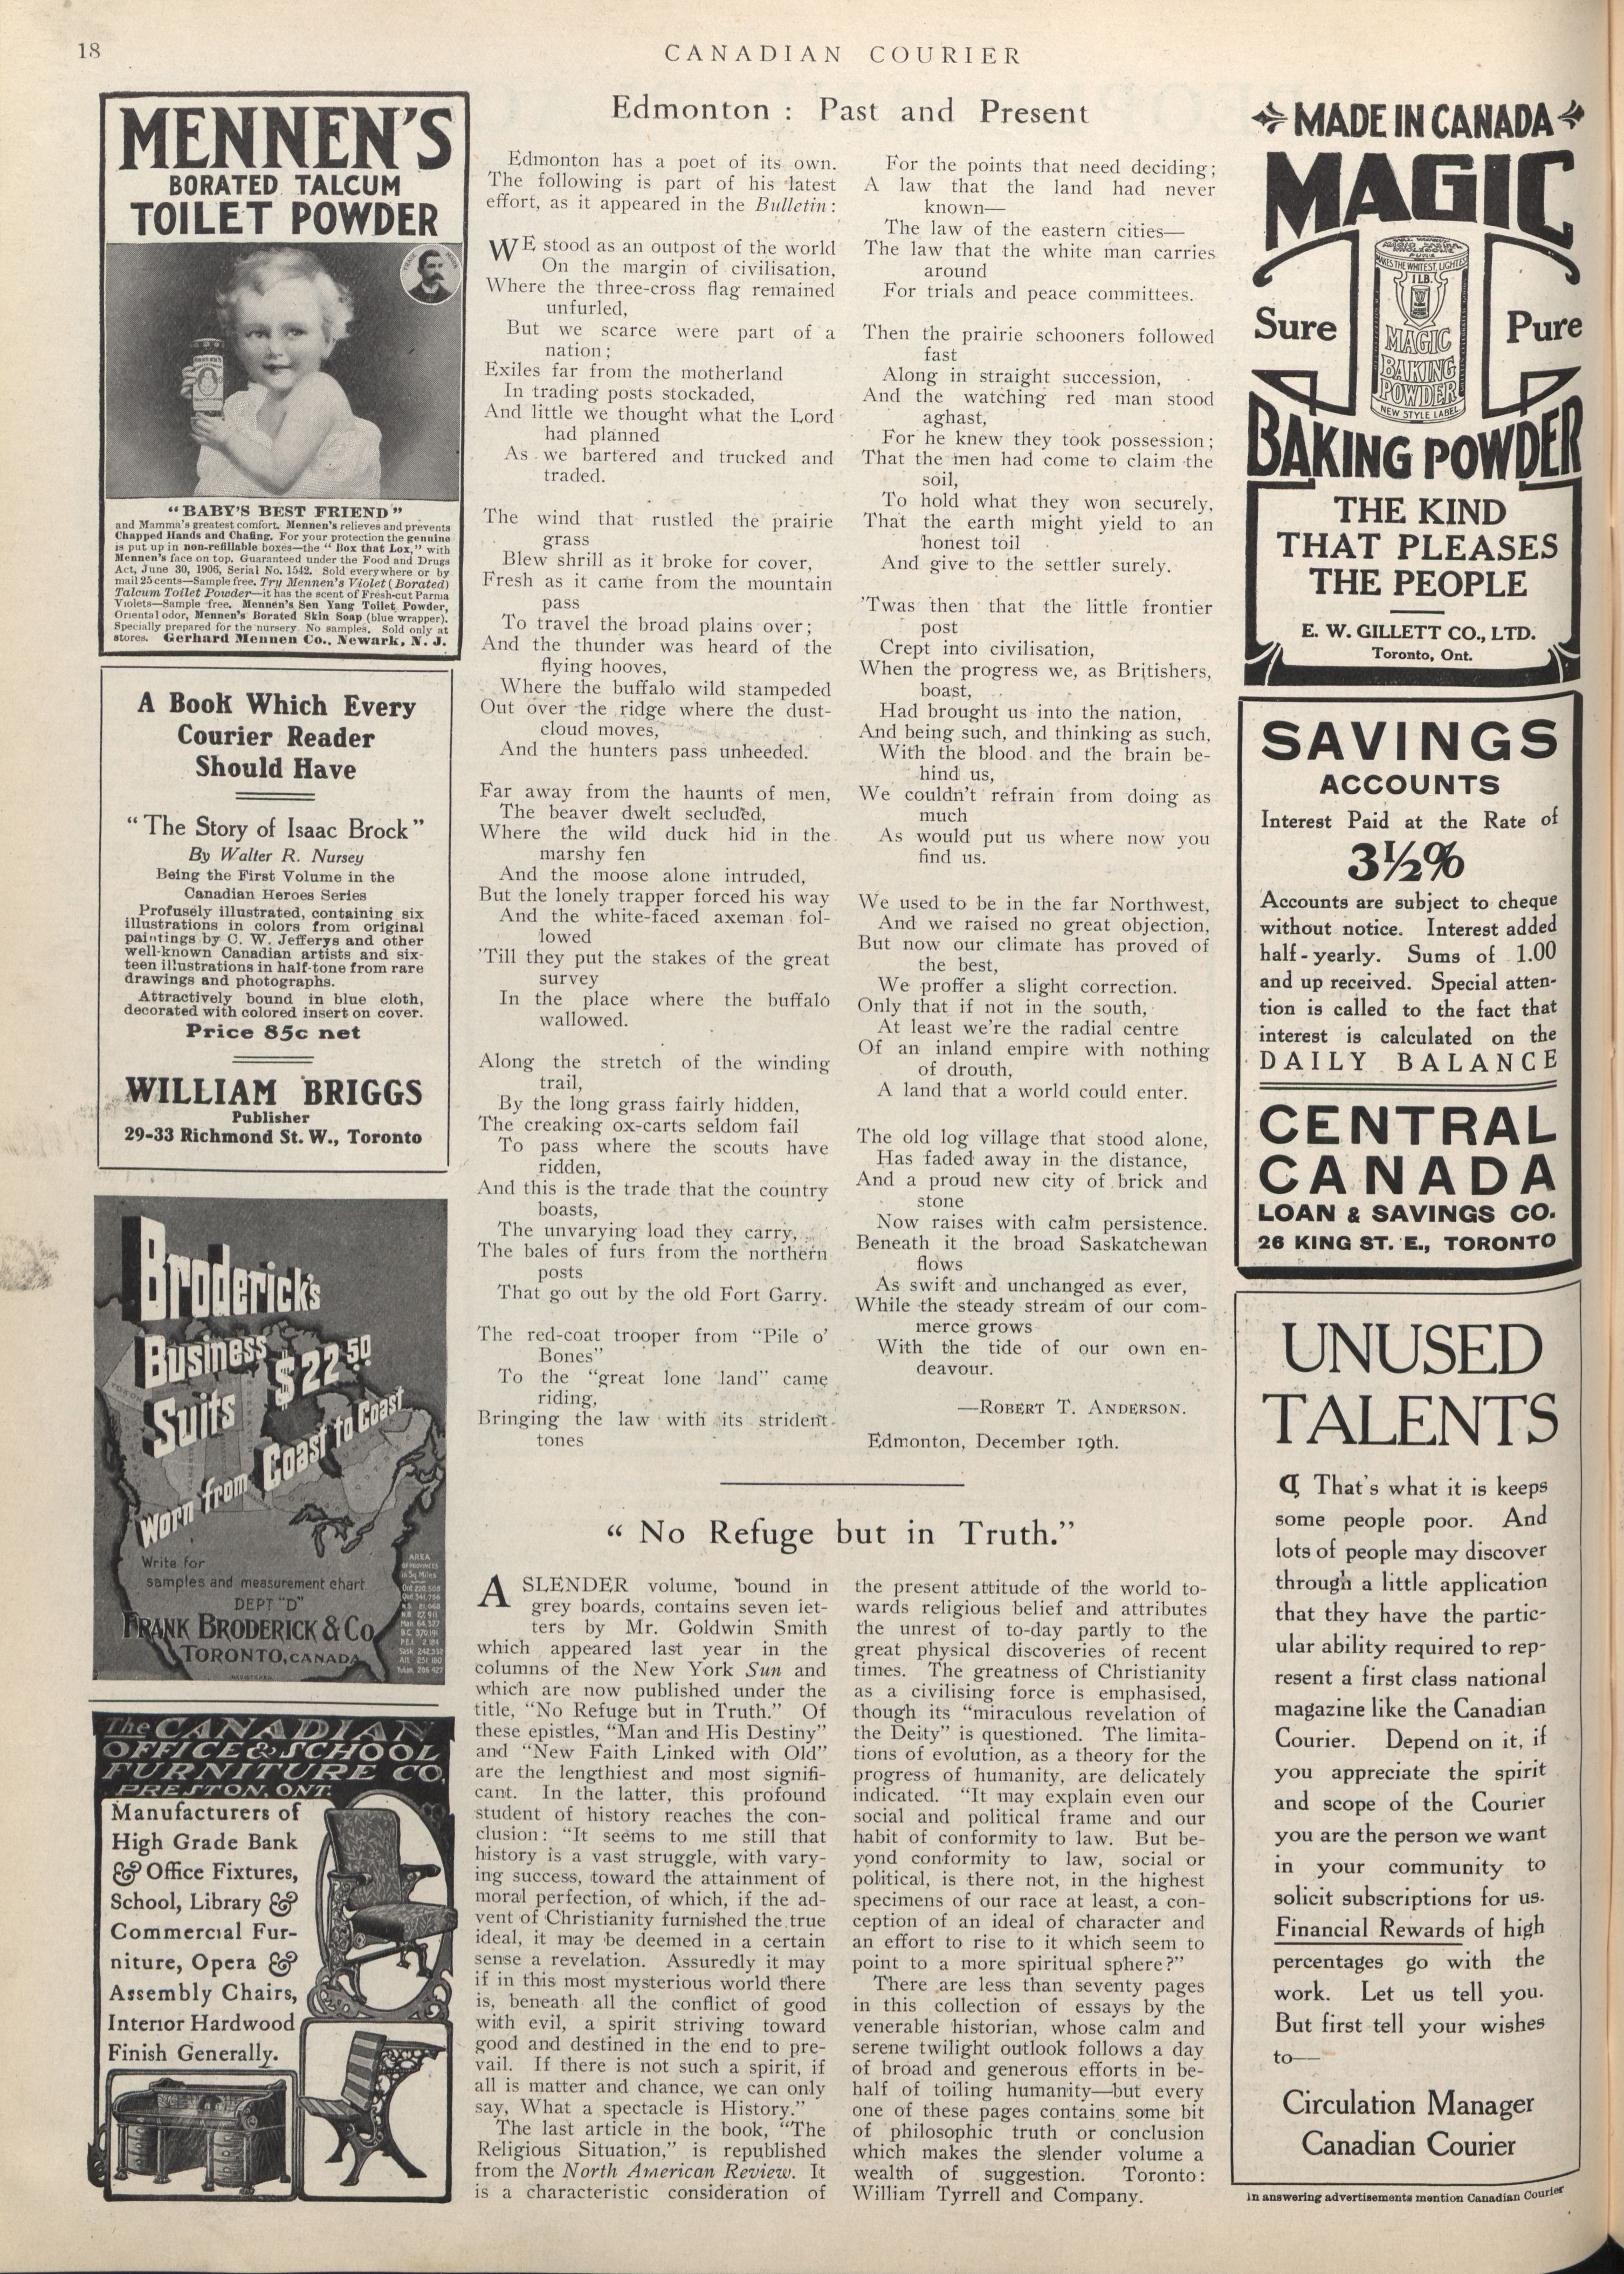 18
CANADIAN COURIER
MENNEN'S
BORATED TALCUM
TOILET POWDER
TRADE MARK
"BABY'S BEST FRIEND"
and Mamma's greatest comfort. Mennen's relieves and prevents
Chapped Hands and Chafing. For your protection the genuine
is put up in non-refillable boxes—the "Box that Lox," with
Mennen's face on top. Guaranteed under the Food and Drugs
Act, June 30, 1906, Serial No. 1542. Sold everywhere or by
mail 25 cents—Sample free. Try Mennen's Violet (Borated)
Talcum Toilet Powder—it has the scent of Fresh-cut Parma
Violets—Sample free. Mennen's Sen Yang Toilet Powder,
Oriental odor, Mennen's Borated Skin Soap (blue wrapper).
Specially prepared for the nursery. No samples. Sold only at
stores. Gerhard Mennen Co., Newark, N. J.
A Book Which Every
Courier Reader
Should Have
"The Story of Isaac Brock"
By Walter R. Nursey
Being the First Volume in the
Canadian Heroes Series
Profusely illustrated, containing six
illustrations in colors from original
paintings by C. W. Jefferys and other
well-known Canadian artists and six-
teen illustrations in half-tone from rare
drawings and photographs.
Attractively bound in blue cloth,
decorated with colored insert on cover.
Price 85c net
WILLIAM BRIGGS
Publisher
29-33 Richmond St. W., Toronto
Broderick's
Business
Suits
$22.50
Worn from Coast to Coast
Write for
samples and measurement chart
DEPT "D"
FRANK BRODERICK & CO.
TORONTO, CANADA
AREA
OF PROVINCES
in Sq Miles
The CANADIAN
OFFICE & SCHOOL
FURNITURE CO.
PRESTON, ONT.
Manufacturers of
High Grade Bank
& Office Fixtures,
School, Library &
Commercial Fur-
niture, Opera &
Assembly Chairs,
Interior Hardwood
Finish Generally.
Edmonton : Past and Present
Edmonton has a poet of its own.
The following is part of his latest
effort, as it appeared in the Bulletin:
WE stood as an outpost of the world
On the margin of civilisation,
Where the three-cross flag remained
unfurled,
But we scarce were part of a
nation;
Exiles far from the motherland
In trading posts stockaded,
And little we thought what the Lord
had planned
As we bartered and trucked and
traded.
The wind that rustled the prairie
grass
Blew shrill as it broke for cover,
Fresh as it came from the mountain
pass
To travel the broad plains over;
And the thunder was heard of the
flying hooves,
Where the buffalo wild stampeded
Out over the ridge where the dust-
cloud moves,
And the hunters pass unheeded.
Far away from the haunts of men,
The beaver dwelt secluded,
Where the wild duck hid in the
marshy fen
And the moose alone intruded,
But the lonely trapper forced his way
And the white-faced axeman fol-
lowed
'Till they put the stakes of the great
survey
In the place where the buffalo
wallowed.
Along the stretch of the winding
trail,
By the long grass fairly hidden,
The creaking ox-carts seldom fail
To pass where the scouts have
ridden,
And this is the trade that the country
boasts,
The unvarying load they carry,
The bales of furs from the northern
posts
That go out by the old Fort Garry.
The red-coat trooper from "Pile o'
Bones"
To the "great lone land" came
riding,
Bringing the law with its strident
tones
For the points that need deciding;
A law that the land had never
known—
The law of the eastern cities—
The law that the white man carries
around
For trials and peace committees.
Then the prairie schooners followed
fast
Along in straight succession,
And the watching red man stood
aghast,
For he knew they took possession;
That the men had come to claim the
soil,
To hold what they won securely,
That the earth might yield to an
honest toil
And give to the settler surely.
'Twas then that the little frontier
post
Crept into civilisation,
When the progress we, as Britishers,
boast,
Had brought us into the nation,
And being such, and thinking as such,
With the blood and the brain be-
hind us,
We couldn't refrain from doing as
much
As would put us where now you
find us.
We used to be in the far Northwest,
And we raised no great objection,
But now our climate has proved of
the best,
We proffer a slight correction.
Only that if not in the south,
At least we're the radial centre
Of an inland empire with nothing
of drouth,
A land that a world could enter.
The old log village that stood alone,
Has faded away in the distance,
And a proud new city of brick and
stone
Now raises with calm persistence.
Beneath it the broad Saskatchewan
flows
As swift and unchanged as ever,
While the steady stream of our com-
merce grows
With the tide of our own en-
deavour.
—ROBERT T. ANDERSON.
Edmonton, December 19th.
"No Refuge but in Truth."
A SLENDER volume, bound in
grey boards, contains seven iet-
ters by Mr. Goldwin Smith
which appeared last year in the
columns of the New York Sun and
which are now published under the
title, "No Refuge but in Truth." Of
these epistles, "Man and His Destiny"
and "New Faith Linked with Old"
are the lengthiest and most signifi-
cant. In the latter, this profound
student of history reaches the con-
clusion: "It seems to me still that
history is a vast struggle, with vary-
ing success, toward the attainment of
moral perfection, of which, if the ad-
vent of Christianity furnished the true
ideal, it may be deemed in a certain
sense a revelation. Assuredly it may
if in this most mysterious world there
is, beneath all the conflict of good
with evil, a spirit striving toward
good and destined in the end to pre-
vail. If there is not such a spirit, if
all is matter and chance, we can only
say, What a spectacle is History."
The last article in the book, "The
Religious Situation," is republished
from the North American Review. It
is a characteristic consideration of
the present attitude of the world to-
wards religious belief and attributes
the unrest of to-day partly to the
great physical discoveries of recent
times. The greatness of Christianity
as a civilising force is emphasised,
though its "miraculous revelation of
the Deity" is questioned. The limita-
tions of evolution, as a theory for the
progress of humanity, are delicately
indicated. "It may explain even our
social and political frame and our
habit of conformity to law. But be-
yond conformity to law, social or
political, is there not, in the highest
specimens of our race at least, a con-
ception of an ideal of character and
an effort to rise to it which seem to
point to a more spiritual sphere?"
There are less than seventy pages
in this collection of essays by the
venerable historian, whose calm and
serene twilight outlook follows a day
of broad and generous efforts in be-
half of toiling humanity—but every
one of these pages contains some bit
of philosophic truth or conclusion
which makes the slender volume a
wealth of suggestion. Toronto:
William Tyrrell and Company.
MADE IN CANADA
MAGIC
Sure
Pure
MAKES THE WHITEST, LIGHTEST
1 LB.
MAGIC
BAKING
POWDER
NEW STYLE LABEL
BAKING POWDER
THE KIND
THAT PLEASES
THE PEOPLE
E. W. GILLETT CO., LTD.
Toronto, Ont.
SAVINGS
ACCOUNTS
Interest Paid at the Rate of
3½%
Accounts are subject to cheque
without notice. Interest added
half-yearly. Sums of 1.00
and up received. Special atten-
tion is called to the fact that
interest is calculated on the
DAILY BALANCE
CENTRAL
CANADA
LOAN & SAVINGS CO.
26 KING ST. E., TORONTO
UNUSED
TALENTS
¶ That's what it is keeps
some people poor. And
lots of people may discover
through a little application
that they have the partic-
ular ability required to rep-
resent a first class national
magazine like the Canadian
Courier. Depend on it, if
you appreciate the spirit
and scope of the Courier
you are the person we want
in your community to
solicit subscriptions for us.
Financial Rewards of high
percentages go with the
work. Let us tell you.
But first tell your wishes
to—
Circulation Manager
Canadian Courier
In answering advertisements mention Canadian Courier